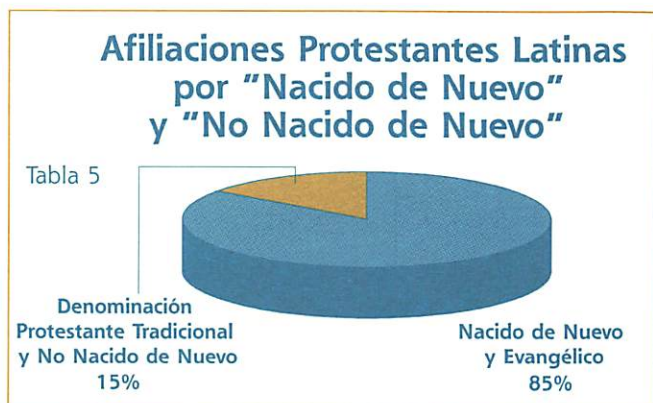 Afiliaciones Protestantes Latinas
por "Nacido de Nuevo"
y "No Nacido de Nuevo"
Tabla 5
Denominación
Protestante Tradicional
y No Nacido de Nuevo
15%
Nacido de Nuevo
y Evangélico
85%